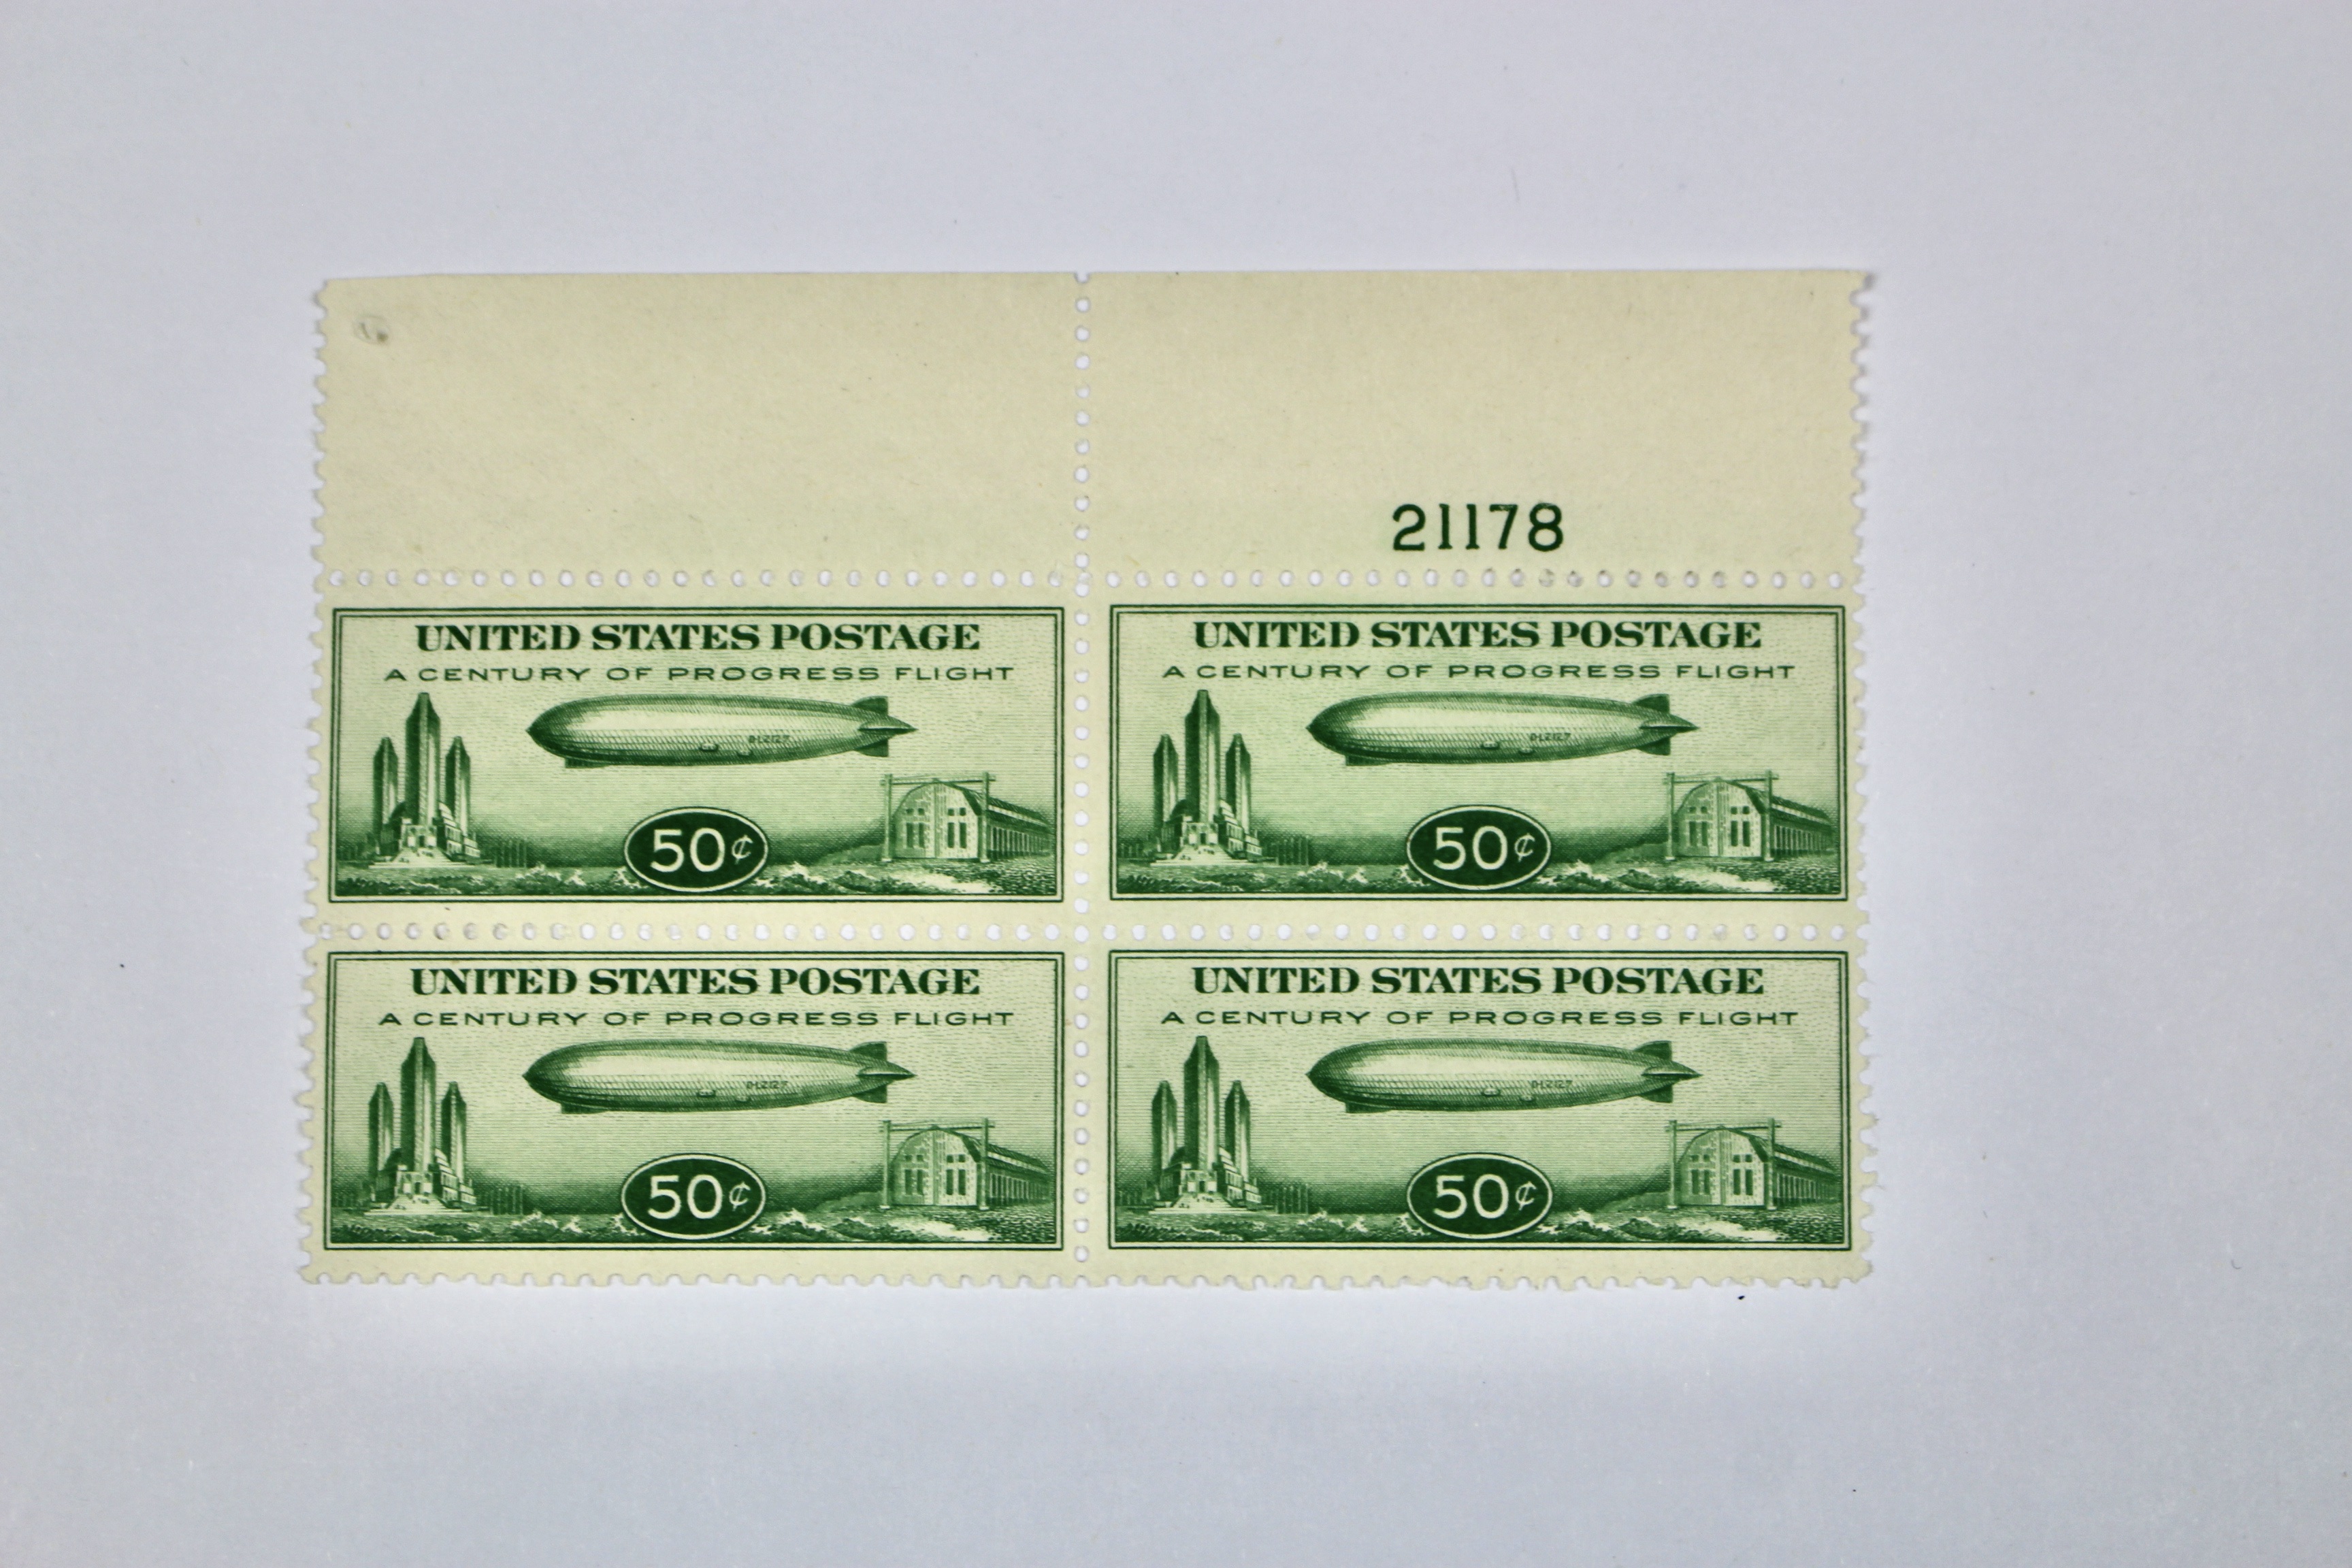 21178
UNITED STATES POSTAGE
A CENTURY OF PROGRESS FLIGHT
50¢
UNITED STATES POSTAGE
A CENTURY OF PROGRESS FLIGHT
50¢
UNITED STATES POSTAGE
A CENTURY OF PROGRESS FLIGHT
50¢
UNITED STATES POSTAGE
A CENTURY OF PROGRESS FLIGHT
50¢